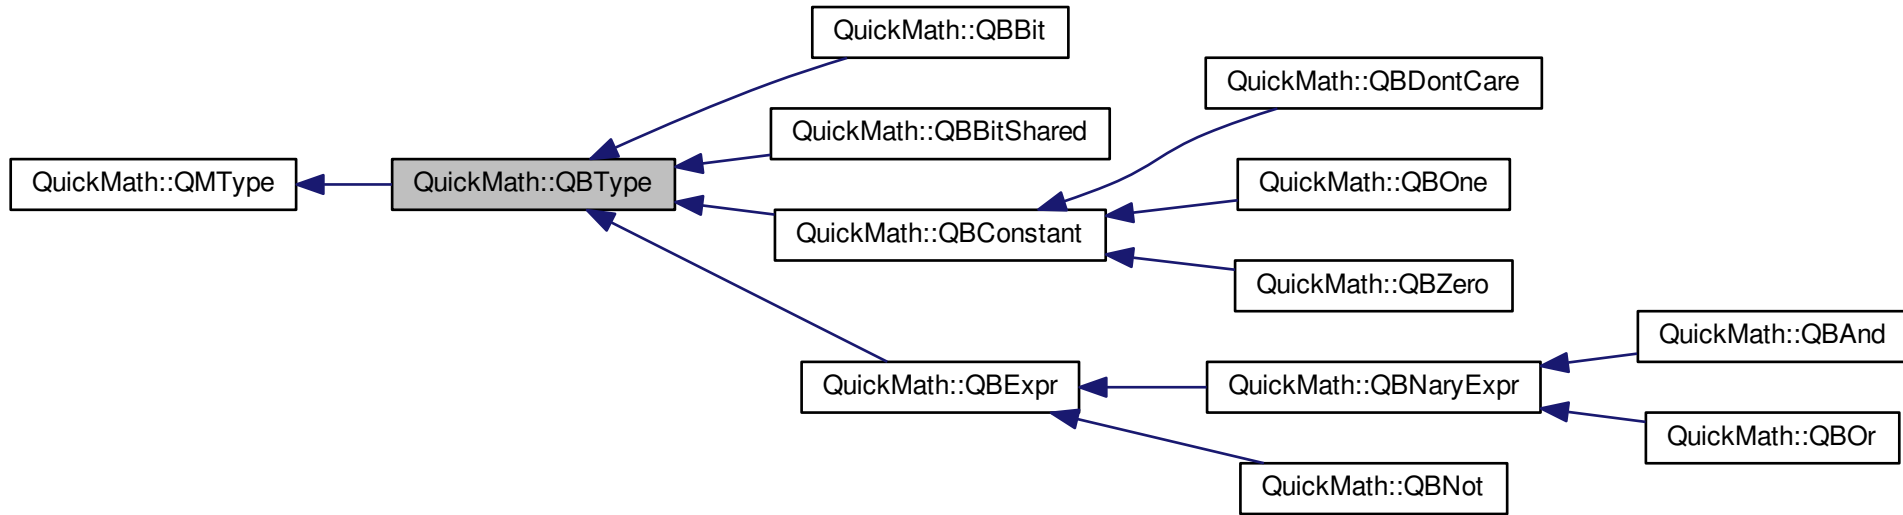 QuickMath::QBBit
QuickMath::QBDontCare
QuickMath::QBBitShared
QuickMath::QMType
QuickMath::QBType
QuickMath::QBOne
QuickMath::QBConstant
QuickMath::QBZero
QuickMath::QBAnd
QuickMath::QBExpr
QuickMath::QBNaryExpr
QuickMath::QBOr
QuickMath::QBNot